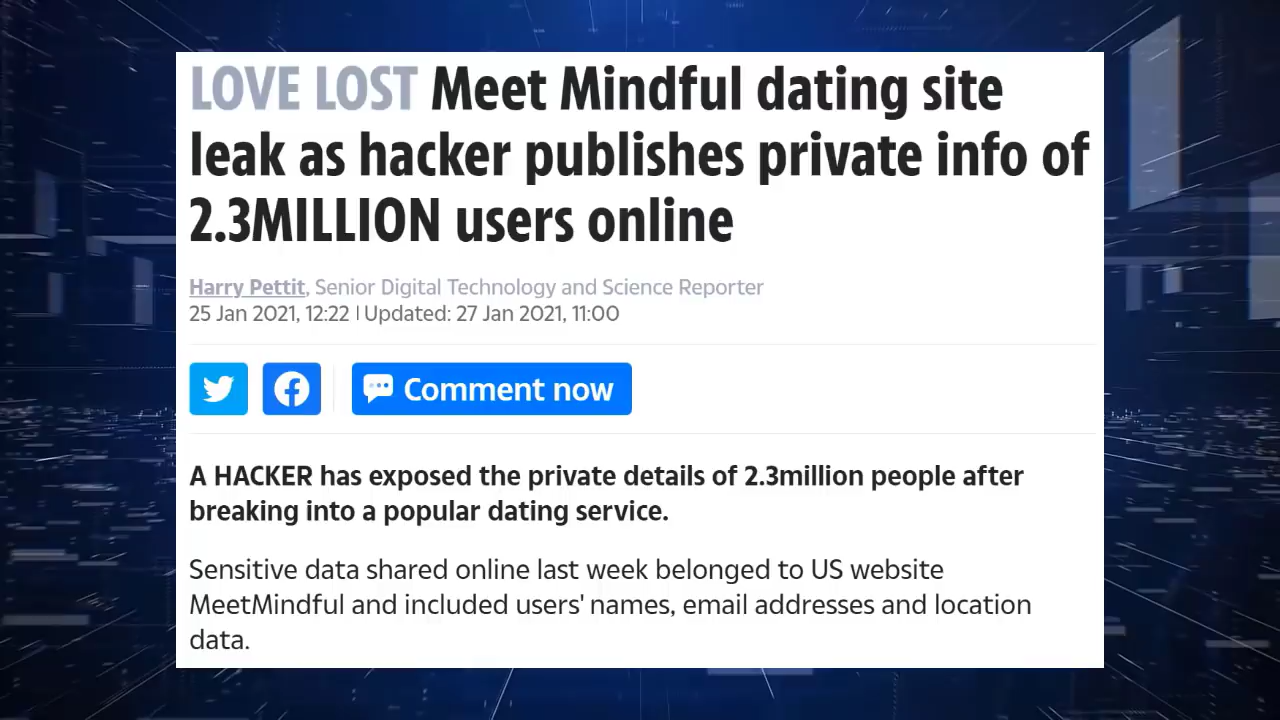 LOVE LOST Meet Mindful dating site
leak as hacker publishes private info of
2.3MILLION users online
Harry Pettit, Senior Digital Technology and Science Reporter
25 Jan 2021, 12:22 | Updated: 27 Jan 2021, 11:00
Comment now
A HACKER has exposed the private details of 2.3million people after
breaking into a popular dating service.
Sensitive data shared online last week belonged to US website
MeetMindful and included users' names, email addresses and location
data.